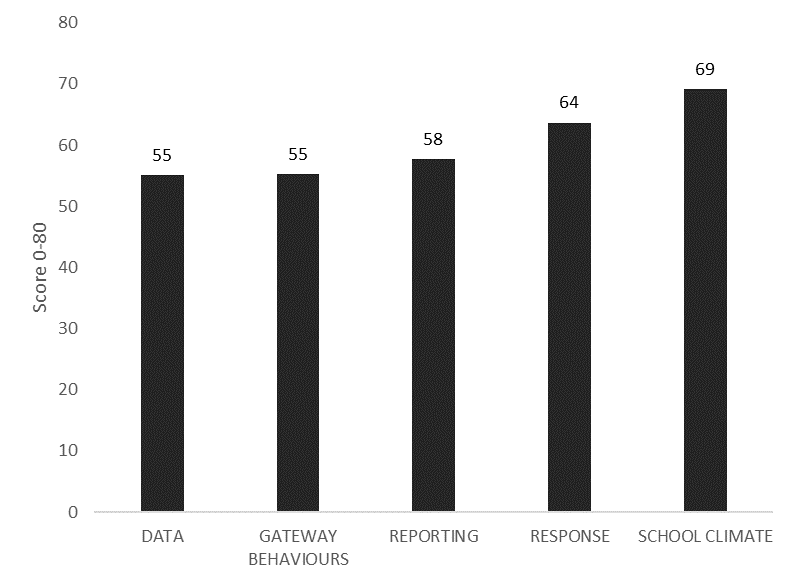 80
70
60
50
40
30
20
10
0
Score 0-80
55
55
58
64
69
DATA
GATEWAY
BEHAVIOURS
REPORTING
RESPONSE
SCHOOL CLIMATE